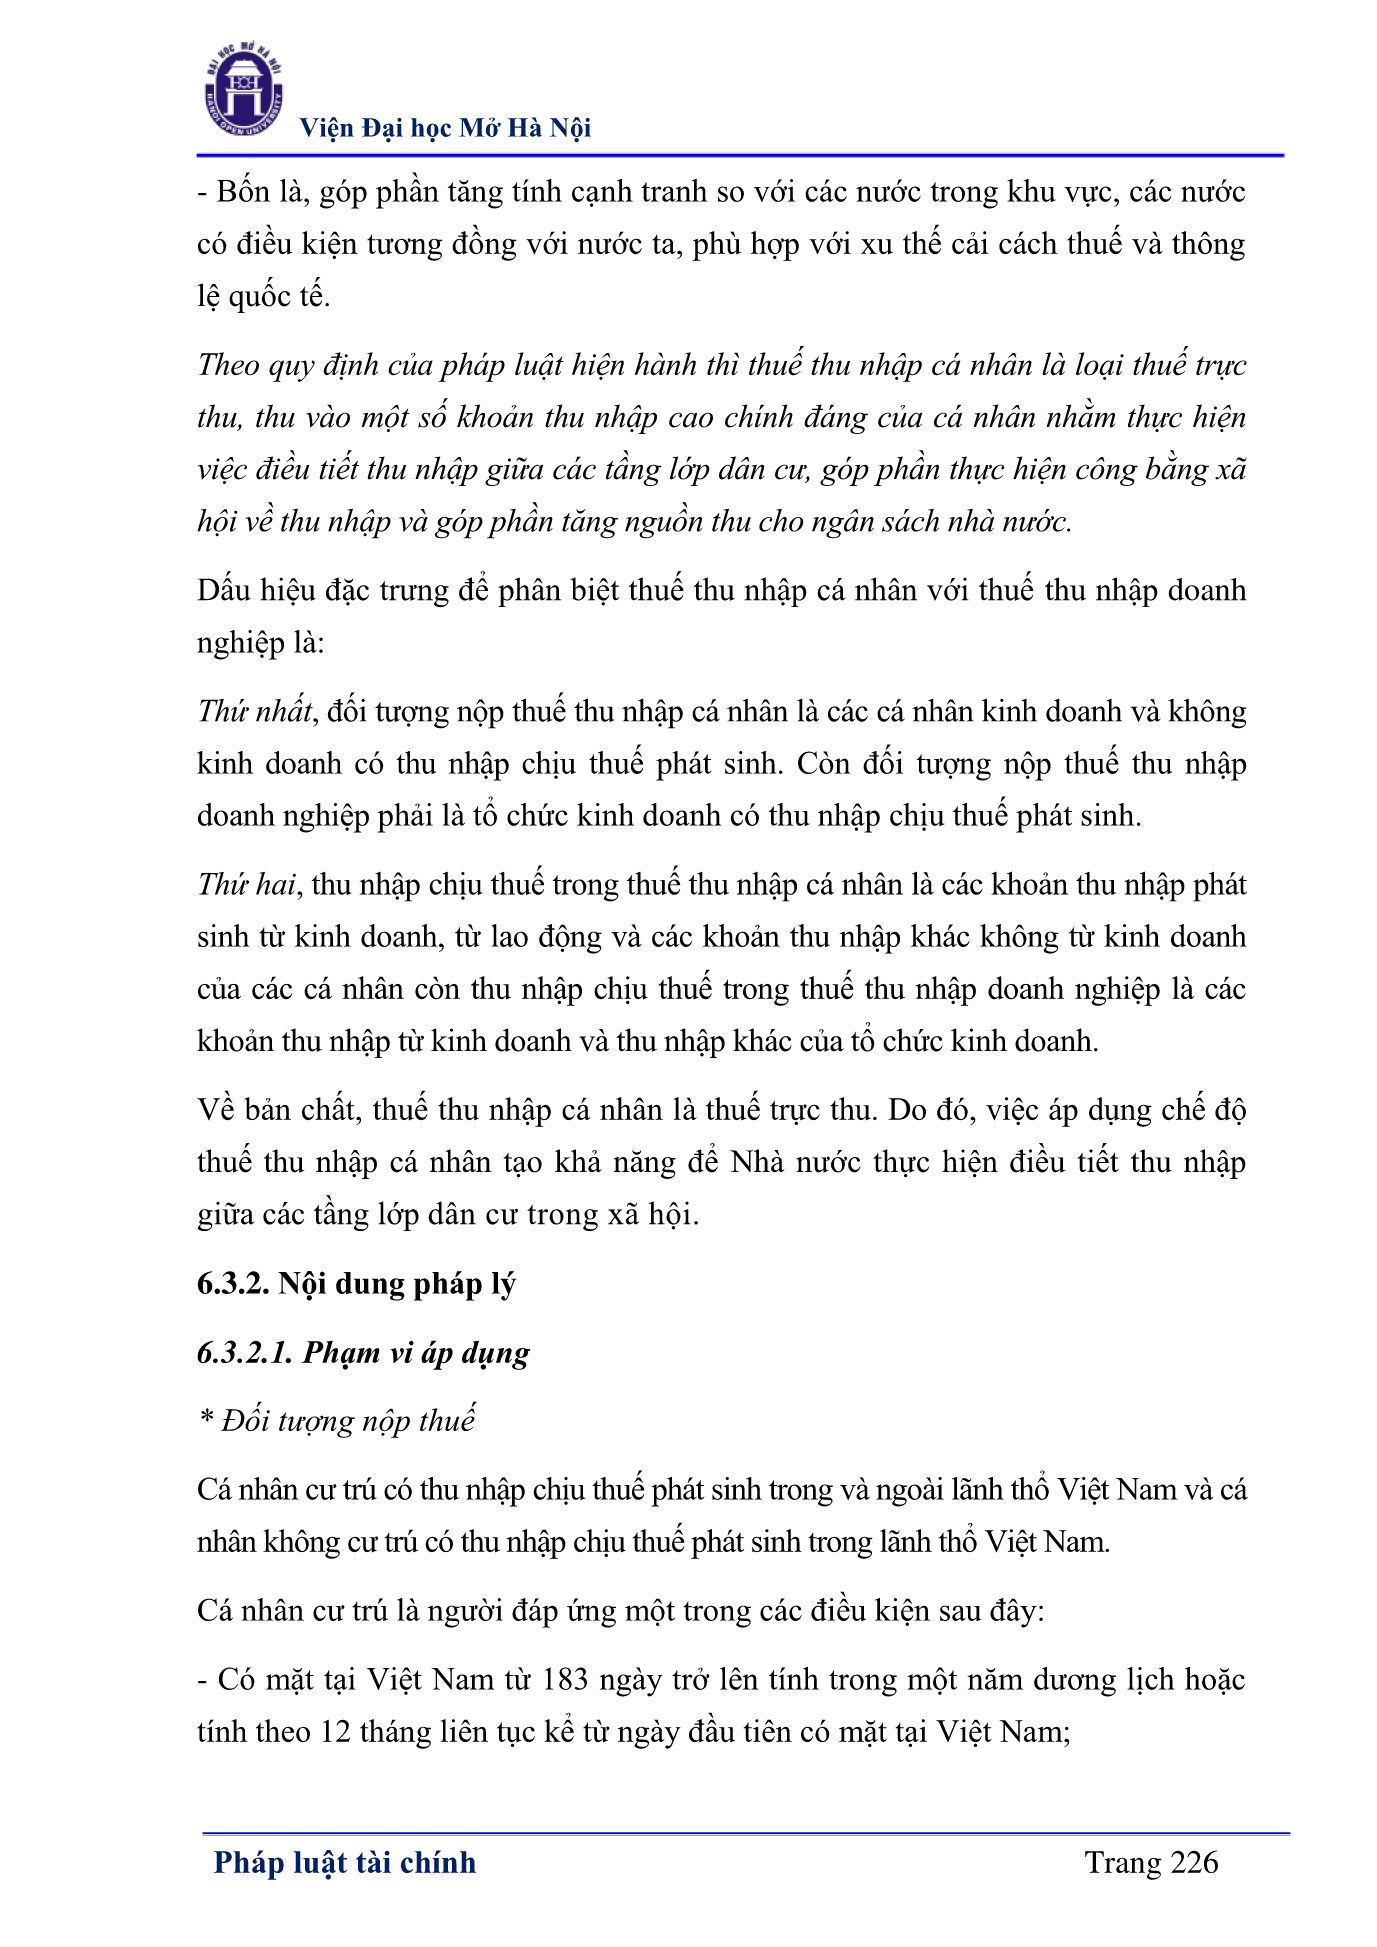 ĐẠI HỌC MỞ HÀ NỘI
HANOI OPEN UNIVERSITY
Viện Đại học Mở Hà Nội
- Bốn là, góp phần tăng tính cạnh tranh so với các nước trong khu vực, các nước
có điều kiện tương đồng với nước ta, phù hợp với xu thế cải cách thuế và thông
lệ quốc tế.
Theo quy định của pháp luật hiện hành thì thuế thu nhập cá nhân là loại thuế trực
thu, thu vào một số khoản thu nhập cao chính đáng của cá nhân nhằm thực hiện
việc điều tiết thu nhập giữa các tầng lớp dân cư, góp phần thực hiện công bằng xã
hội về thu nhập và góp phần tăng nguồn thu cho ngân sách nhà nước.
Dấu hiệu đặc trưng để phân biệt thuế thu nhập cá nhân với thuế thu nhập doanh
nghiệp là:
Thứ nhất, đối tượng nộp thuế thu nhập cá nhân là các cá nhân kinh doanh và không
kinh doanh có thu nhập chịu thuế phát sinh. Còn đối tượng nộp thuế thu nhập
doanh nghiệp phải là tổ chức kinh doanh có thu nhập chịu thuế phát sinh.
Thứ hai, thu nhập chịu thuế trong thuế thu nhập cá nhân là các khoản thu nhập phát
sinh từ kinh doanh, từ lao động và các khoản thu nhập khác không từ kinh doanh
của các cá nhân còn thu nhập chịu thuế trong thuế thu nhập doanh nghiệp là các
khoản thu nhập từ kinh doanh và thu nhập khác của tổ chức kinh doanh.
Về bản chất, thuế thu nhập cá nhân là thuế trực thu. Do đó, việc áp dụng chế độ
thuế thu nhập cá nhân tạo khả năng để Nhà nước thực hiện điều tiết thu nhập
giữa các tầng lớp dân cư trong xã hội.
6.3.2. Nội dung pháp lý
6.3.2.1. Phạm vi áp dụng
* Đối tượng nộp thuế
Cá nhân cư trú có thu nhập chịu thuế phát sinh trong và ngoài lãnh thổ Việt Nam và cá
nhân không cư trú có thu nhập chịu thuế phát sinh trong lãnh thổ Việt Nam.
Cá nhân cư trú là người đáp ứng một trong các điều kiện sau đây:
- Có mặt tại Việt Nam từ 183 ngày trở lên tính trong một năm dương lịch hoặc
tính theo 12 tháng liên tục kể từ ngày đầu tiên có mặt tại Việt Nam;
Pháp luật tài chính
Trang 226